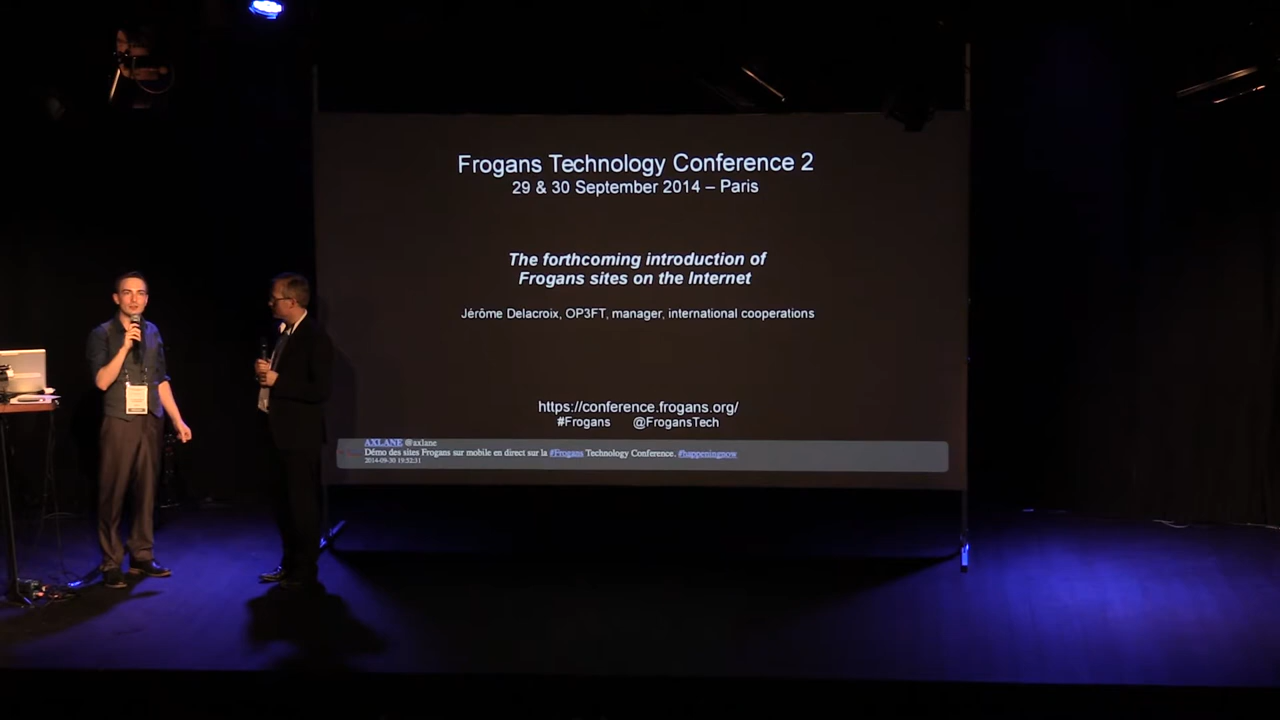 Frogans Technology Conference 2
29 & 30 September 2014 – Paris
The forthcoming introduction of
Frogans sites on the Internet
Jérôme Delacroix, OP3FT, manager, international cooperations
https://conference.frogans.org/
#Frogans @FrogansTech
AXLANE @axlane
Démo des sites Frogans sur mobile en direct sur la #Frogans Technology Conference. #happeningnow
2014-09-30 19:52:31